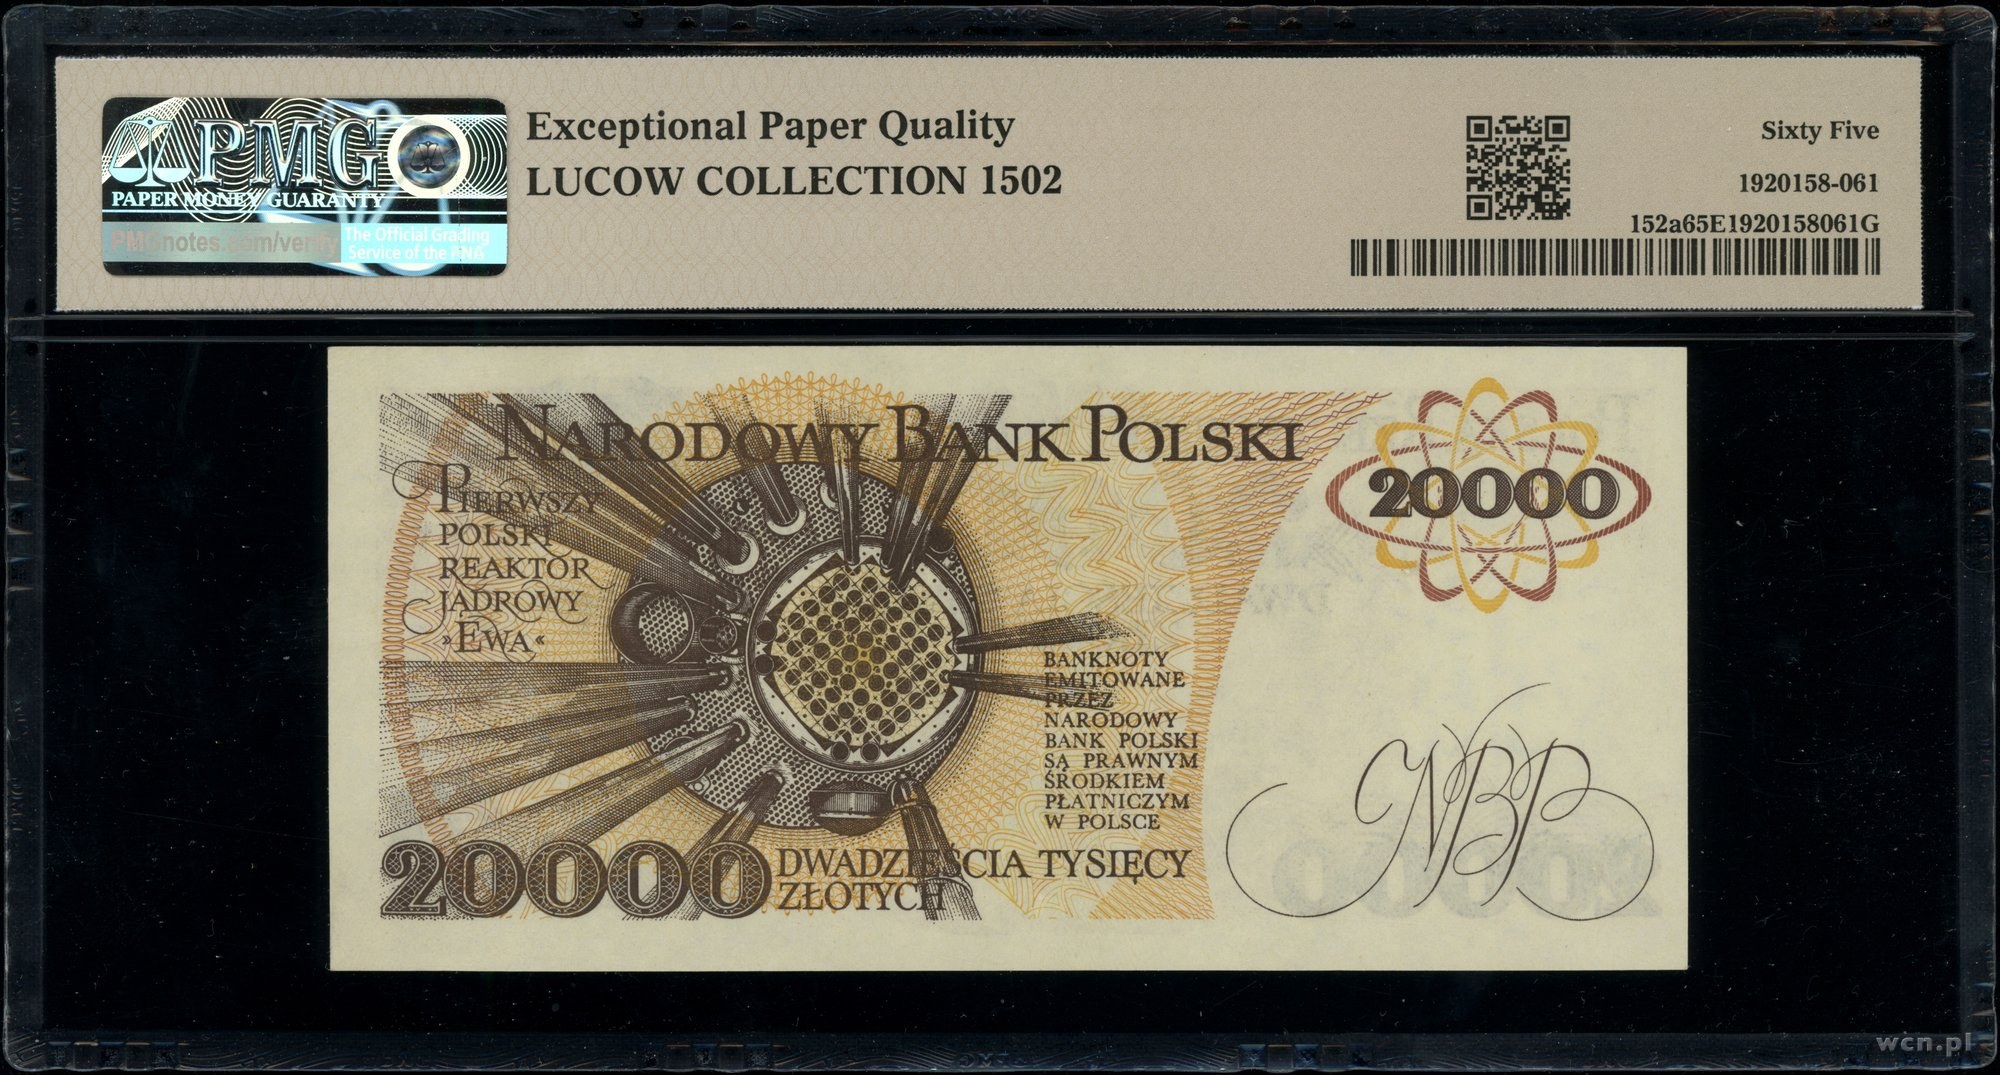 PMG
PAPER MONEY GUARANTY
PMGnotes.com/verify
The Official Grading
Service of the PNG
Exceptional Paper Quality
LUCOW COLLECTION 1502
Sixty Five
1920158-061
152a65E1920158061G
NARODOWY BANK POLSKI
20000
PIERWSZY
POLSKI
REAKTOR
JĄDROWY
»EWA«
BANKNOTY
EMITOWANE
PRZEZ
NARODOWY
BANK POLSKI
SĄ PRAWNYM
ŚRODKIEM
PŁATNICZYM
W POLSCE
NBP
20000
DWADZIEŚCIA TYSIĘCY
ZŁOTYCH
wcn.pl